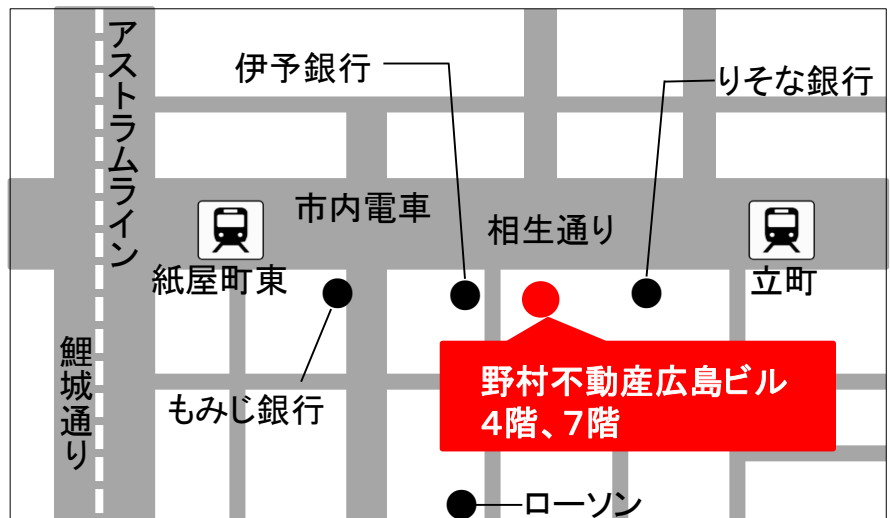 アストラムライン
伊予銀行
りそな銀行
市内電車
相生通り
紙屋町東
立町
鯉城通り
もみじ銀行
野村不動産広島ビル
4階、7階
ローソン